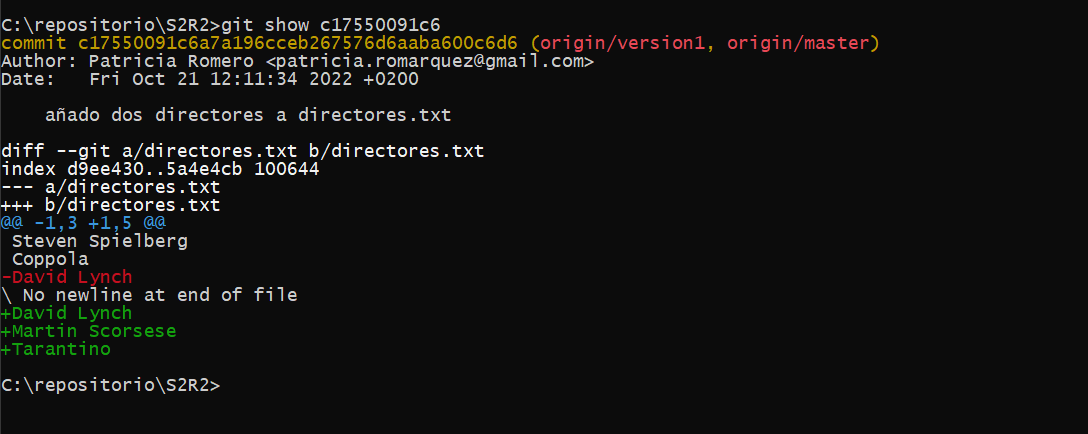 C:\repositorio\S2R2>git show c17550091c6
commit c17550091c6a7a196cceb267576d6aaba600c6d6 (origin/version1, origin/master)
Author: Patricia Romero <patricia.romarquez@gmail.com>
Date:   Fri Oct 21 12:11:34 2022 +0200
    añado dos directores a directores.txt
diff --git a/directores.txt b/directores.txt
index d9ee430..5a4e4cb 100644
--- a/directores.txt
+++ b/directores.txt
@@ -1,3 +1,5 @@
 Steven Spielberg
 Coppola
-David Lynch
\ No newline at end of file
+David Lynch
+Martin Scorsese
+Tarantino
C:\repositorio\S2R2>